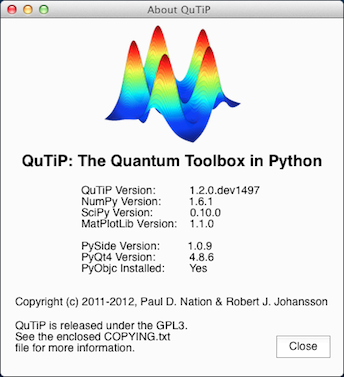 About QuTiP
QuTiP: The Quantum Toolbox in Python
QuTiP Version: 1.2.0.dev1497
NumPy Version: 1.6.1
SciPy Version: 0.10.0
MatPlotLib Version: 1.1.0
PySide Version: 1.0.9
PyQt4 Version: 4.8.6
PyObjc Installed: Yes
Copyright (c) 2011-2012, Paul D. Nation & Robert J. Johansson
QuTiP is released under the GPL3.
See the enclosed COPYING.txt
file for more information.
Close